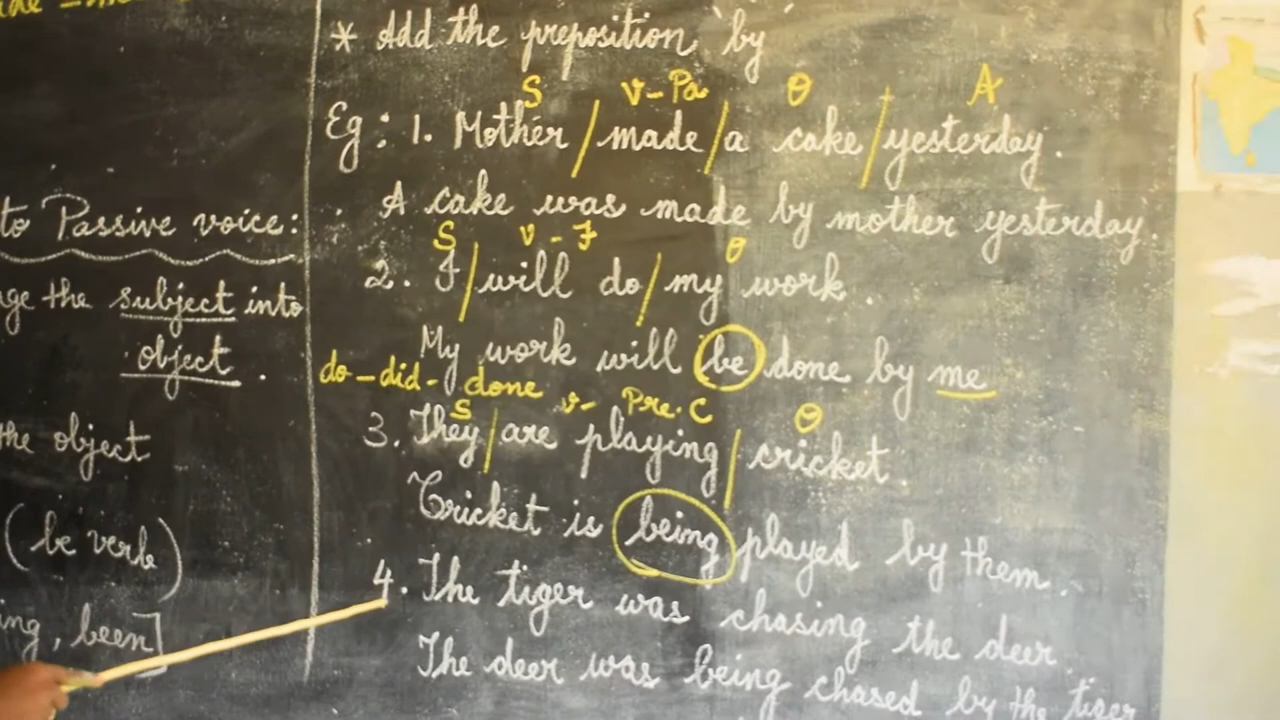 to Passive voice:
the subject into
object.
the object
(be verb)
ing, been]
* Add the preposition 'by'
S V-Pa O A
Eg: 1. Mother / made / a cake / yesterday.
A cake was made by mother yesterday.
S V-F O
2. I / will do / my work.
My work will be done by me
do-did-done
S V- Pre.C O
3. They / are playing / cricket.
Cricket is being played by them.
4. The tiger was chasing the deer.
The deer was being chased by the tiger